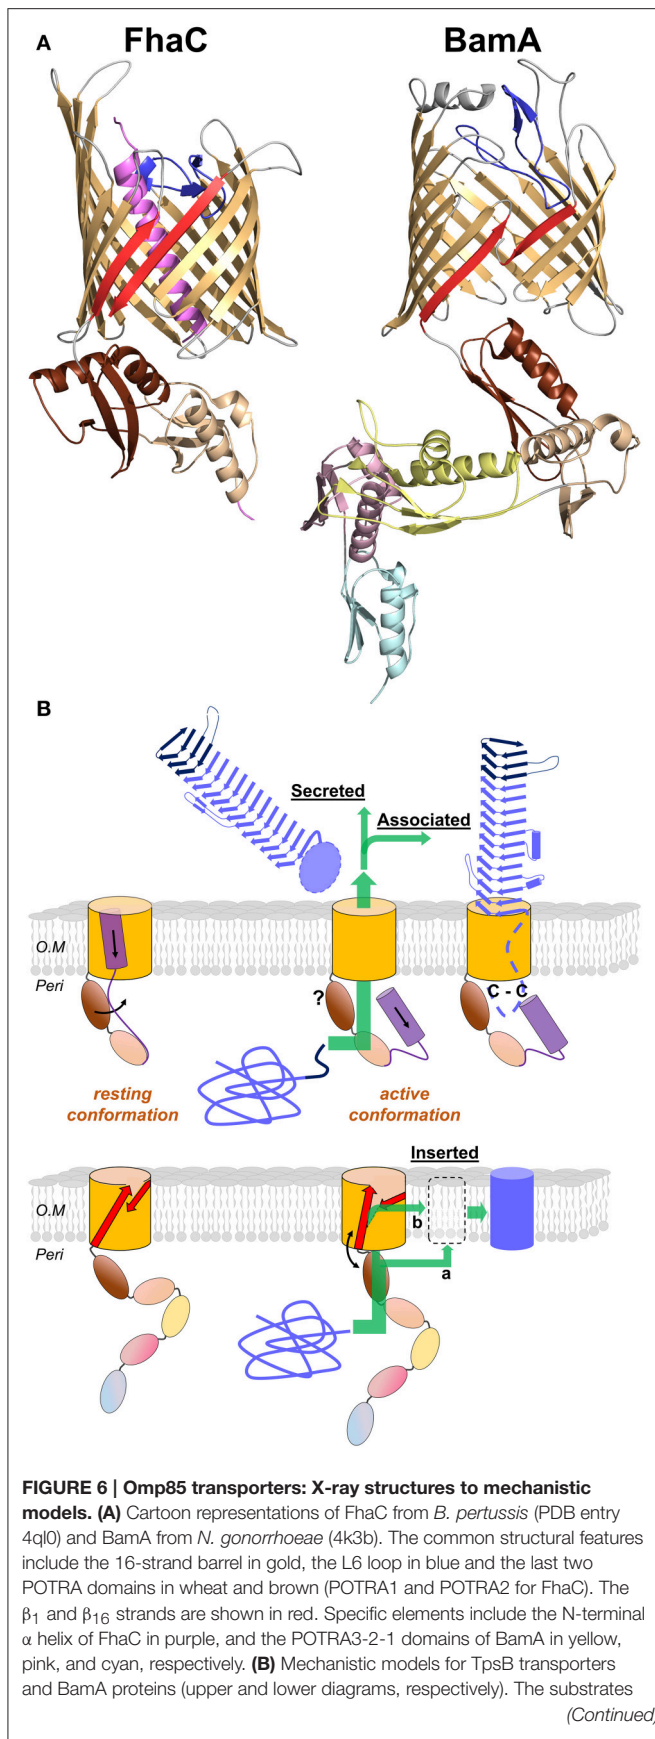 A
FhaC
BamA
B
Secreted
Associated
O.M
Peri
?
C - C
resting
conformation
active
conformation
Inserted
O.M
Peri
b
a
FIGURE 6 | Omp85 transporters: X-ray structures to mechanistic
models. (A) Cartoon representations of FhaC from B. pertussis (PDB entry
4ql0) and BamA from N. gonorrhoeae (4k3b). The common structural features
include the 16-strand barrel in gold, the L6 loop in blue and the last two
POTRA domains in wheat and brown (POTRA1 and POTRA2 for FhaC). The
β1 and β16 strands are shown in red. Specific elements include the N-terminal
α helix of FhaC in purple, and the POTRA3-2-1 domains of BamA in yellow,
pink, and cyan, respectively. (B) Mechanistic models for TpsB transporters
and BamA proteins (upper and lower diagrams, respectively). The substrates
(Continued)